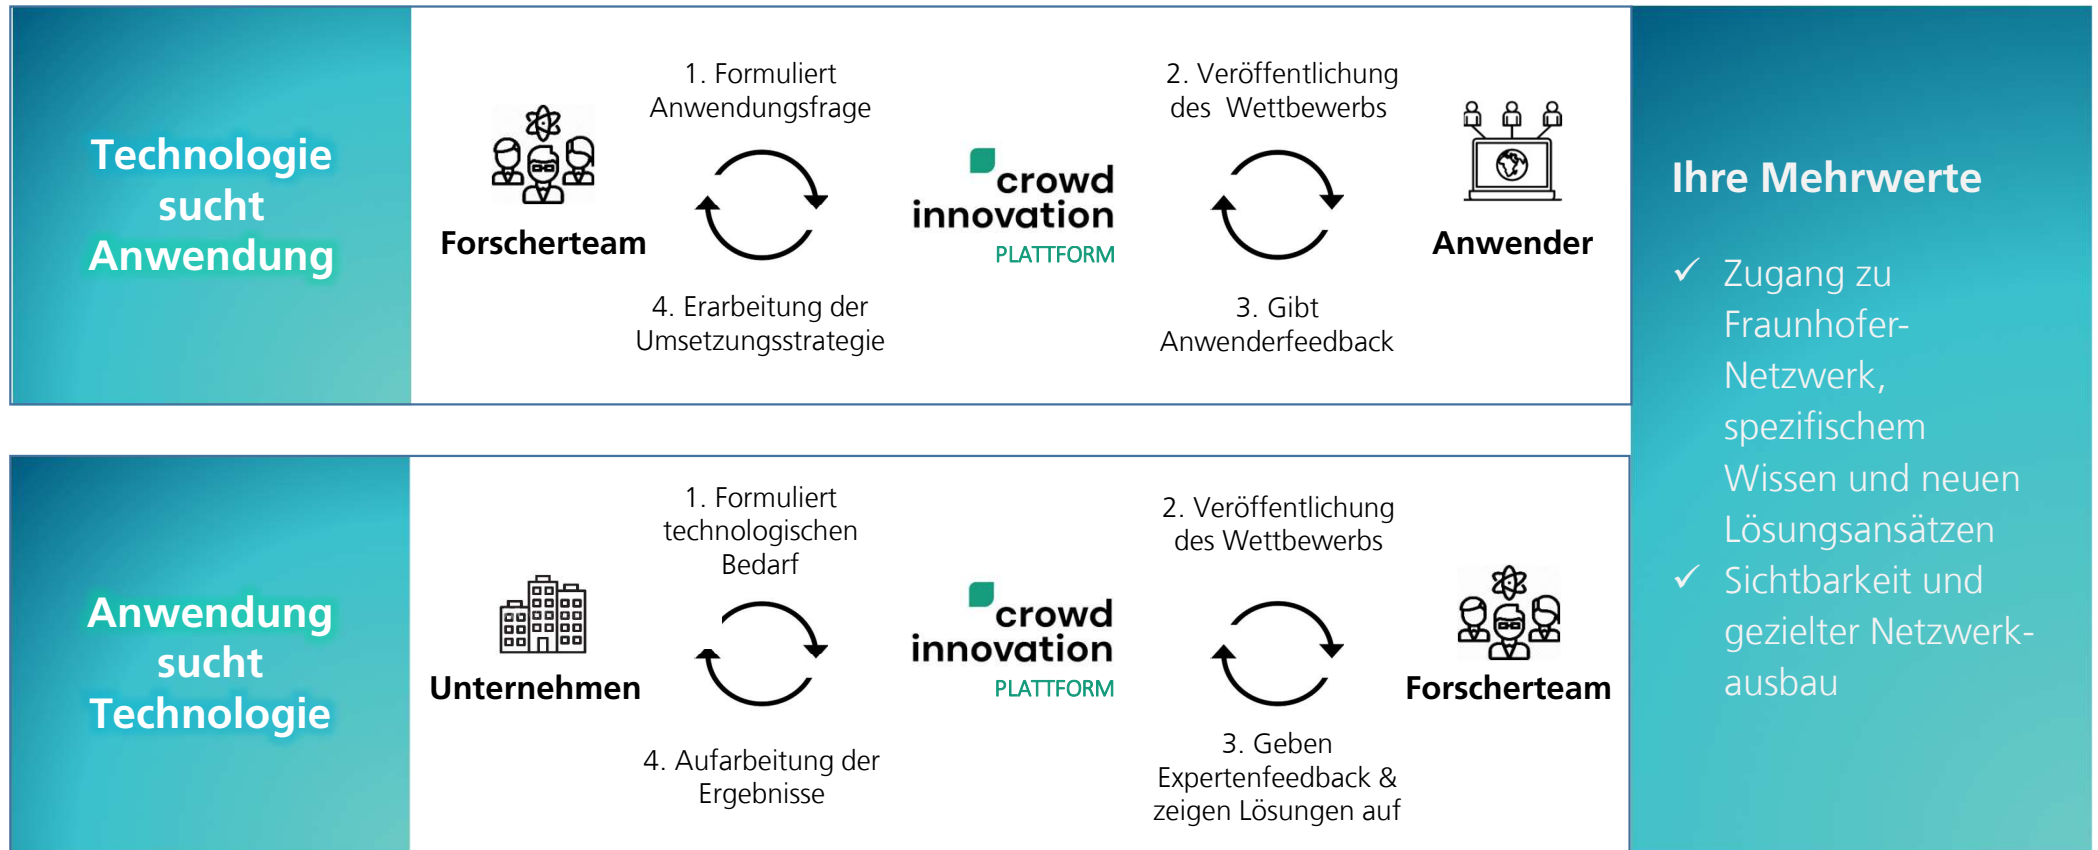 Technologie
sucht
Anwendung
1. Formuliert
Anwendungsfrage
Forscherteam
4. Erarbeitung der
Umsetzungsstrategie
crowd
innovation
PLATTFORM
2. Veröffentlichung
des Wettbewerbs
Anwender
3. Gibt
Anwenderfeedback
Anwendung
sucht
Technologie
1. Formuliert
technologischen
Bedarf
Unternehmen
4. Aufarbeitung der
Ergebnisse
crowd
innovation
PLATTFORM
2. Veröffentlichung
des Wettbewerbs
Forscherteam
3. Geben
Expertenfeedback &
zeigen Lösungen auf
Ihre Mehrwerte
✓ Zugang zu
Fraunhofer-
Netzwerk,
spezifischem
Wissen und neuen
Lösungsansätzen
✓ Sichtbarkeit und
gezielter Netzwerk-
ausbau